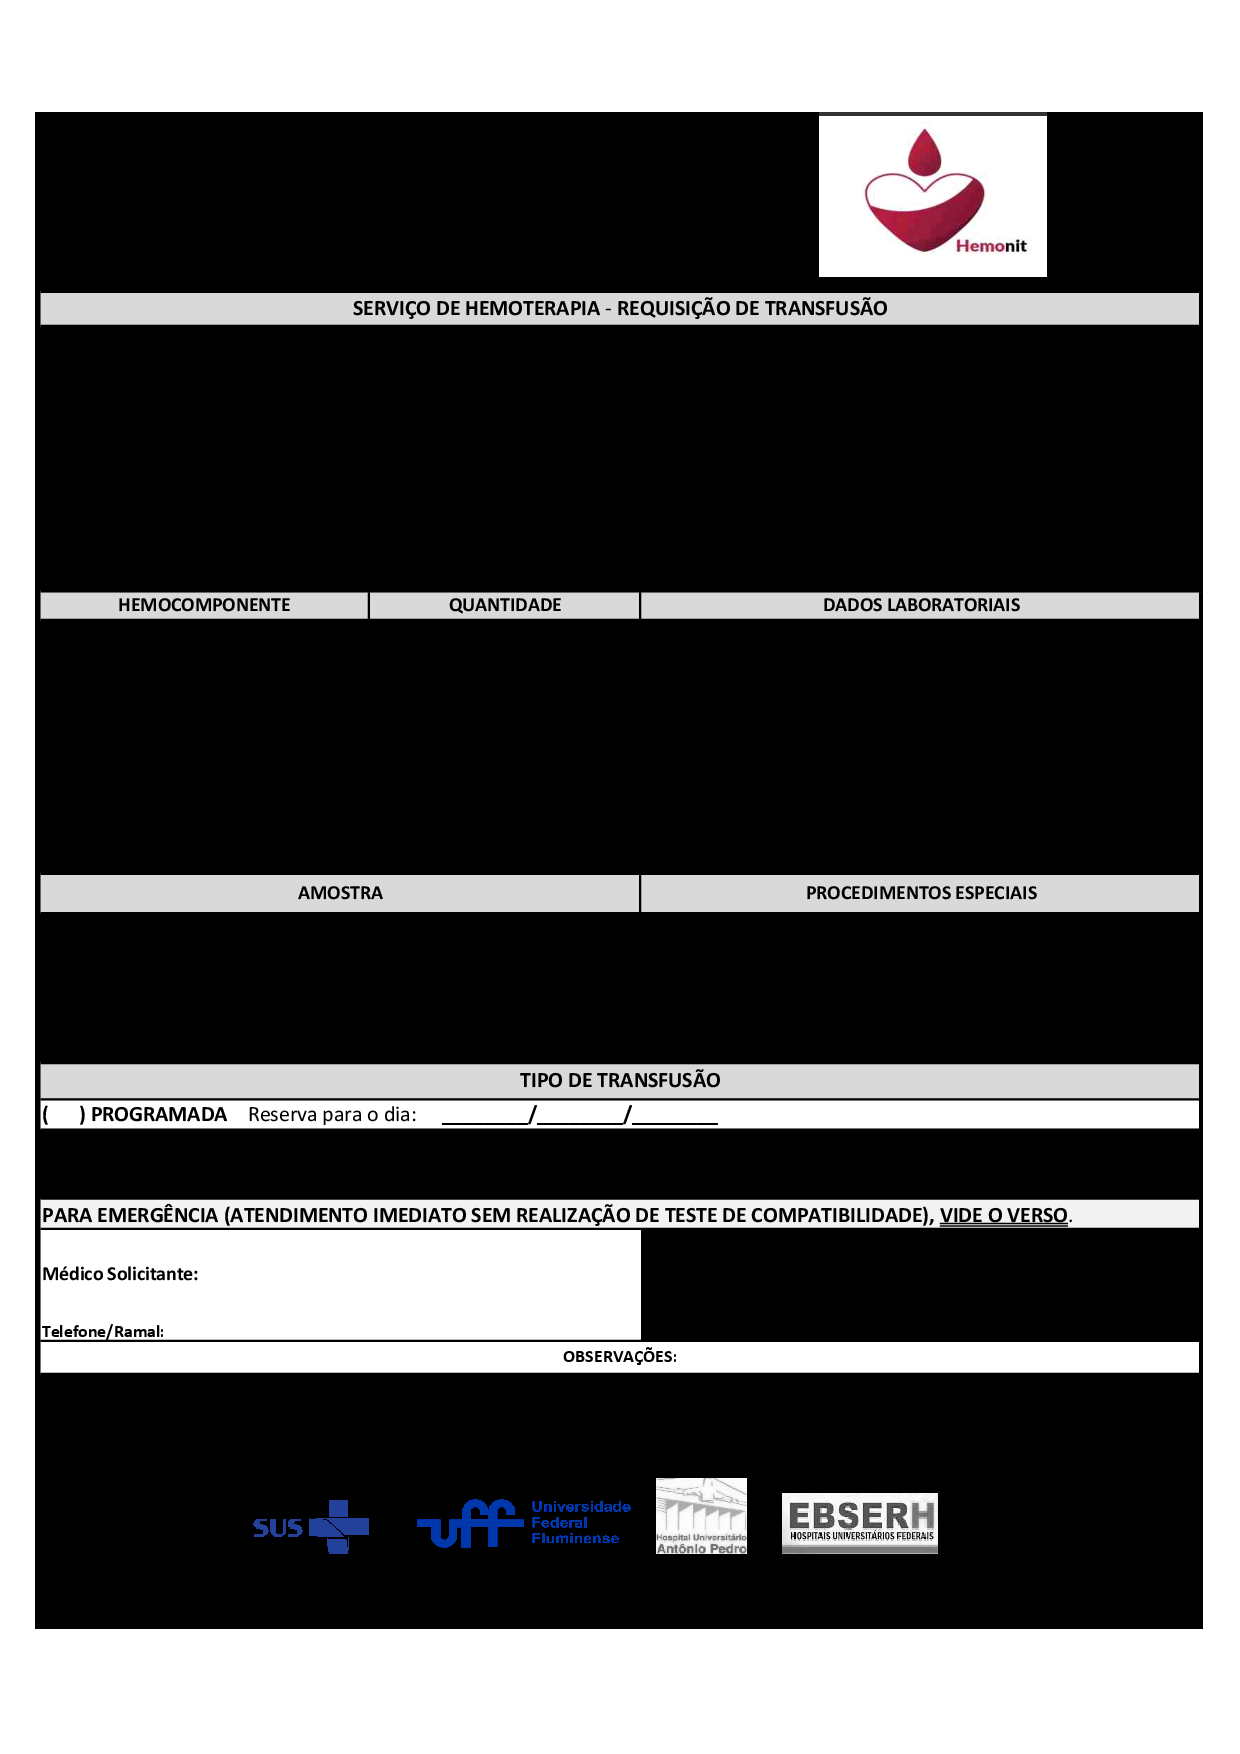 Hemonit
SERVIÇO DE HEMOTERAPIA - REQUISIÇÃO DE TRANSFUSÃO
HEMOCOMPONENTE QUANTIDADE DADOS LABORATORIAIS
AMOSTRA PROCEDIMENTOS ESPECIAIS
TIPO DE TRANSFUSÃO
( ) PROGRAMADA Reserva para o dia: ________/________/________
PARA EMERGÊNCIA (ATENDIMENTO IMEDIATO SEM REALIZAÇÃO DE TESTE DE COMPATIBILIDADE), VIDE O VERSO.
Médico Solicitante:
Telefone/Ramal:
OBSERVAÇÕES:
SUS
uff
Universidade
Federal
Fluminense
Hospital Universitário
Antônio Pedro
EBSERH
HOSPITAIS UNIVERSITÁRIOS FEDERAIS